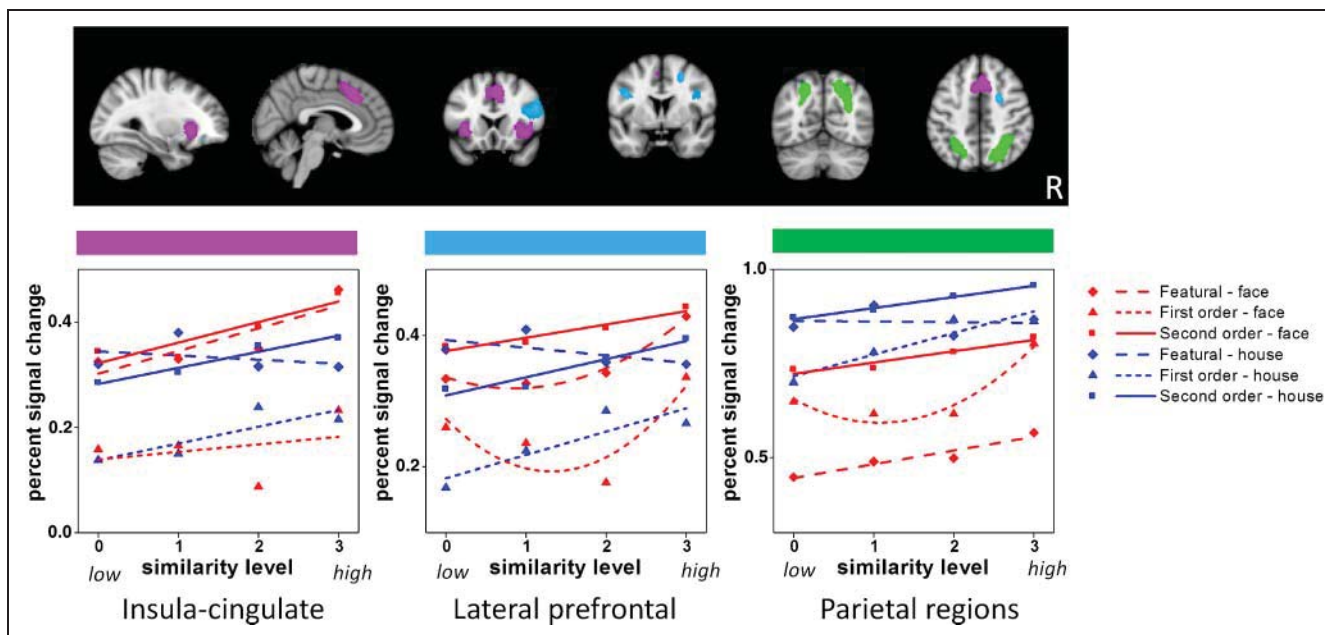 R
percent signal change
0.4
0.2
0.0
0 1 2 3
low similarity level high
Insula-cingulate
percent signal change
0.4
0.2
0 1 2 3
low similarity level high
Lateral prefrontal
percent signal change
1.0
0.5
0 1 2 3
low similarity level high
Parietal regions
Featural - face
First order - face
Second order - face
Featural - house
First order - house
Second order - house